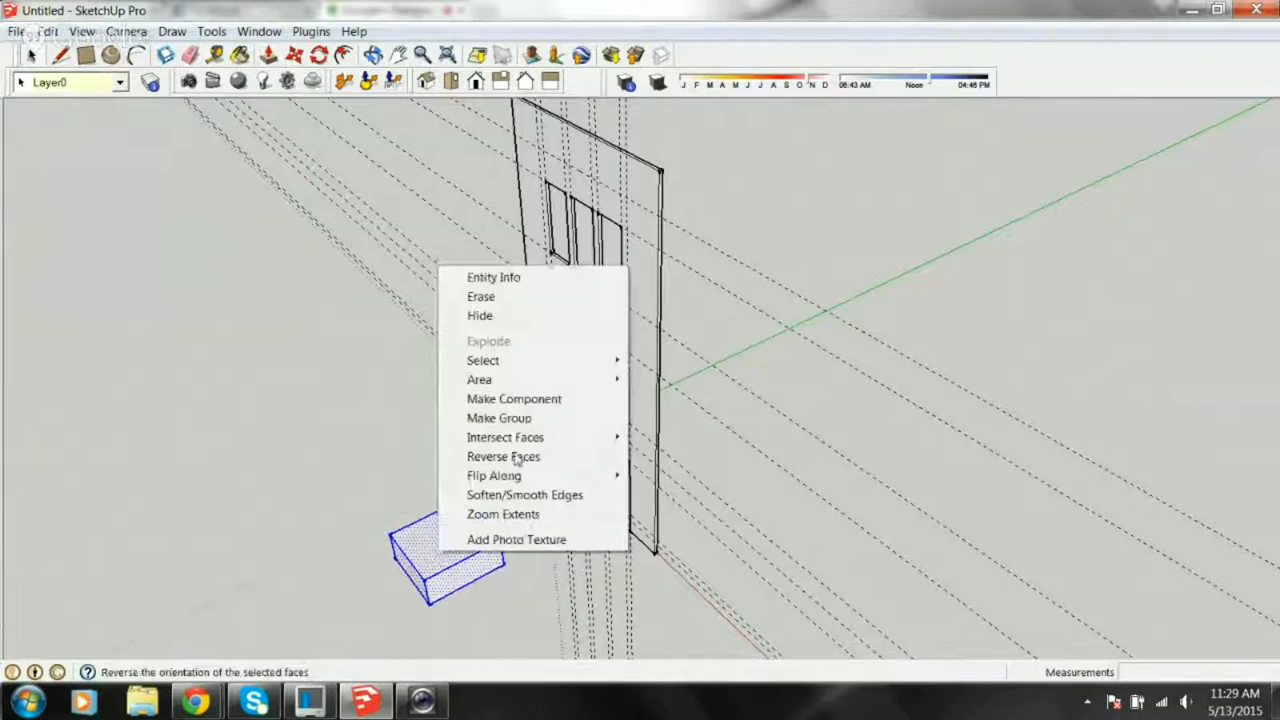 Untitled - SketchUp Pro
File Edit View Camera Draw Tools Window Plugins Help
Layer0
J F M A M J J A S O N D 06:43 AM Noon 04:46 PM
Entity Info
Erase
Hide
Explode
Select
Area
Make Component
Make Group
Intersect Faces
Reverse Faces
Flip Along
Soften/Smooth Edges
Zoom Extents
Add Photo Texture
Reverse the orientation of the selected faces
Measurements
11:29 AM
5/13/2015